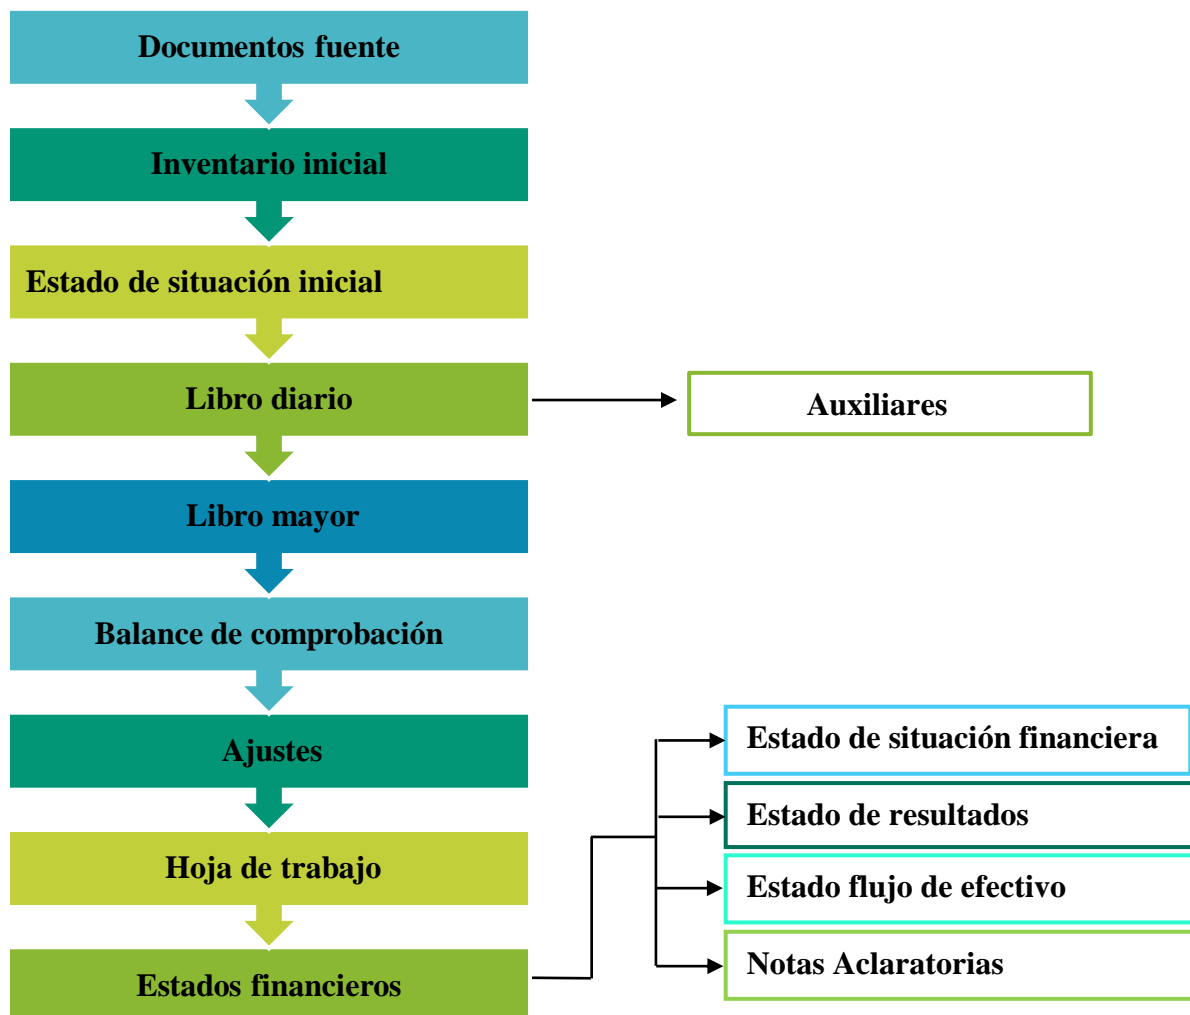 Documentos fuente
Inventario inicial
Estado de situación inicial
Libro diario
Auxiliares
Libro mayor
Balance de comprobación
Ajustes
Hoja de trabajo
Estados financieros
Estado de situación financiera
Estado de resultados
Estado flujo de efectivo
Notas Aclaratorias